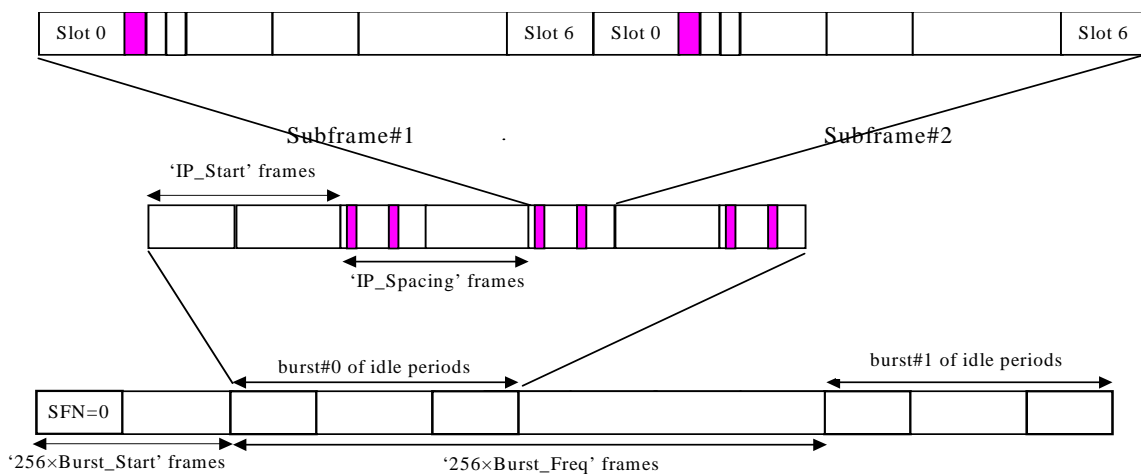 Slot 0
Slot 6
Slot 0
Slot 6
Subframe#1
Subframe#2
‘IP_Start’ frames
‘IP_Spacing’ frames
burst#0 of idle periods
burst#1 of idle periods
SFN=0
‘256×Burst_Start’ frames
‘256×Burst_Freq’ frames